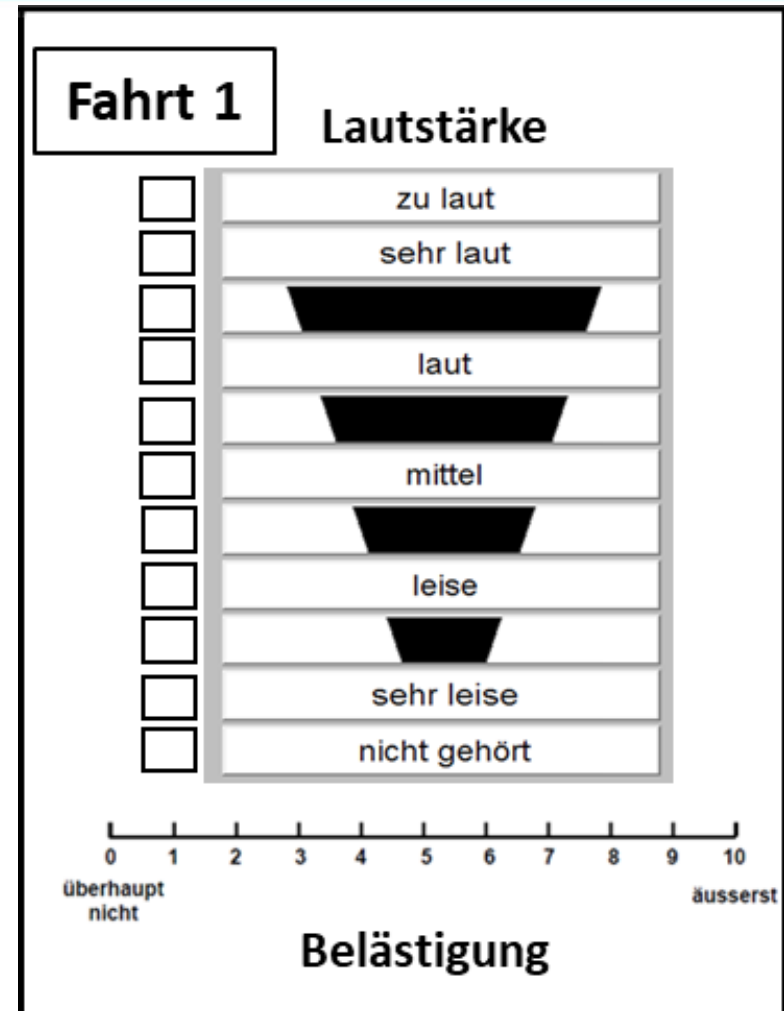 Fahrt 1
Lautstärke
zu laut
sehr laut
laut
mittel
leise
sehr leise
nicht gehört
0 1 2 3 4 5 6 7 8 9 10
überhaupt nicht
äusserst
Belästigung